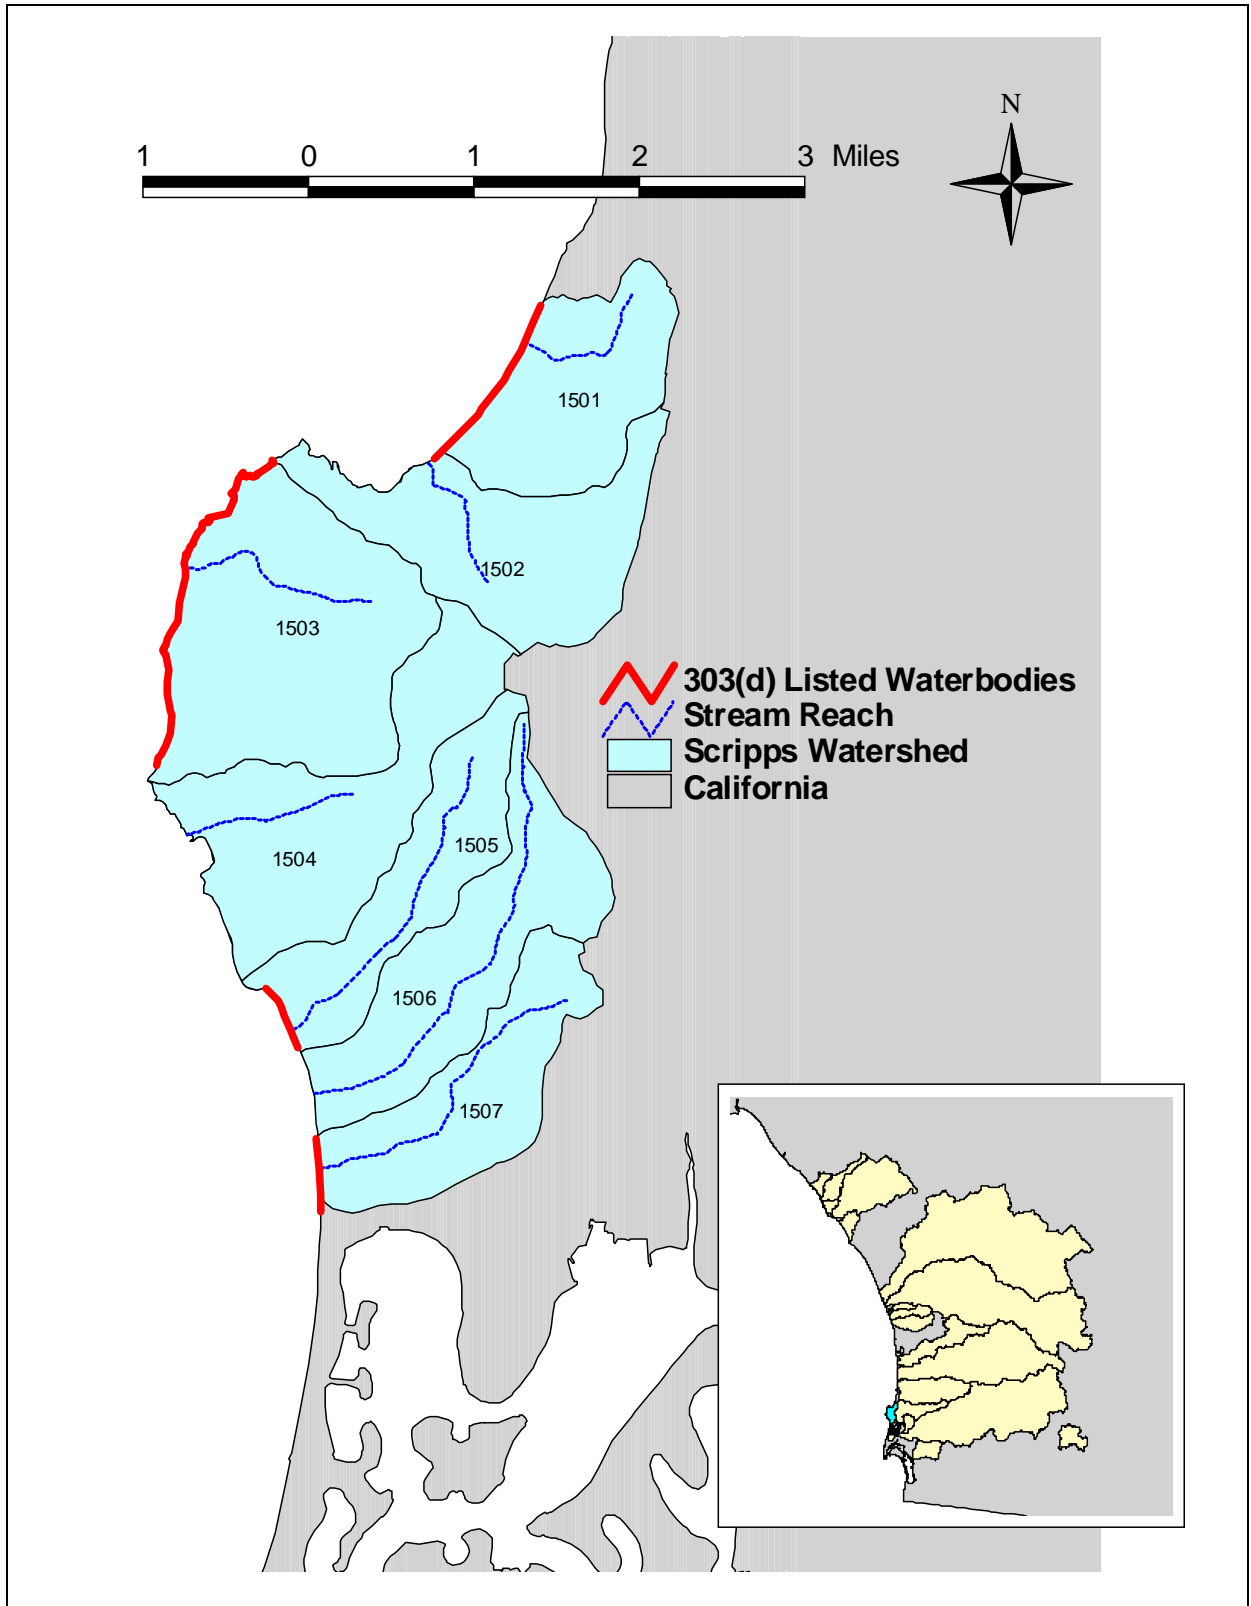 N
1 0 1 2 3 Miles
1501
1502
1503
303(d) Listed Waterbodies
Stream Reach
Scripps Watershed
California
1505
1504
1506
1507